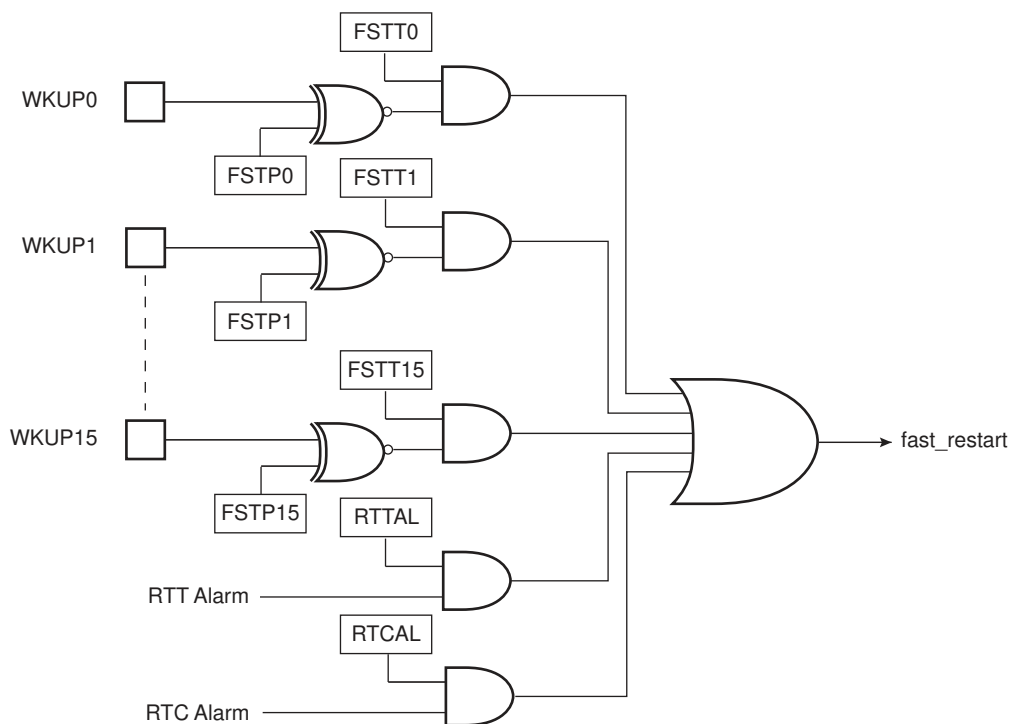 FSTT0
WKUP0
FSTP0
FSTT1
WKUP1
FSTP1
FSTT15
WKUP15
fast_restart
FSTP15
RTTAL
RTT Alarm
RTCAL
RTC Alarm